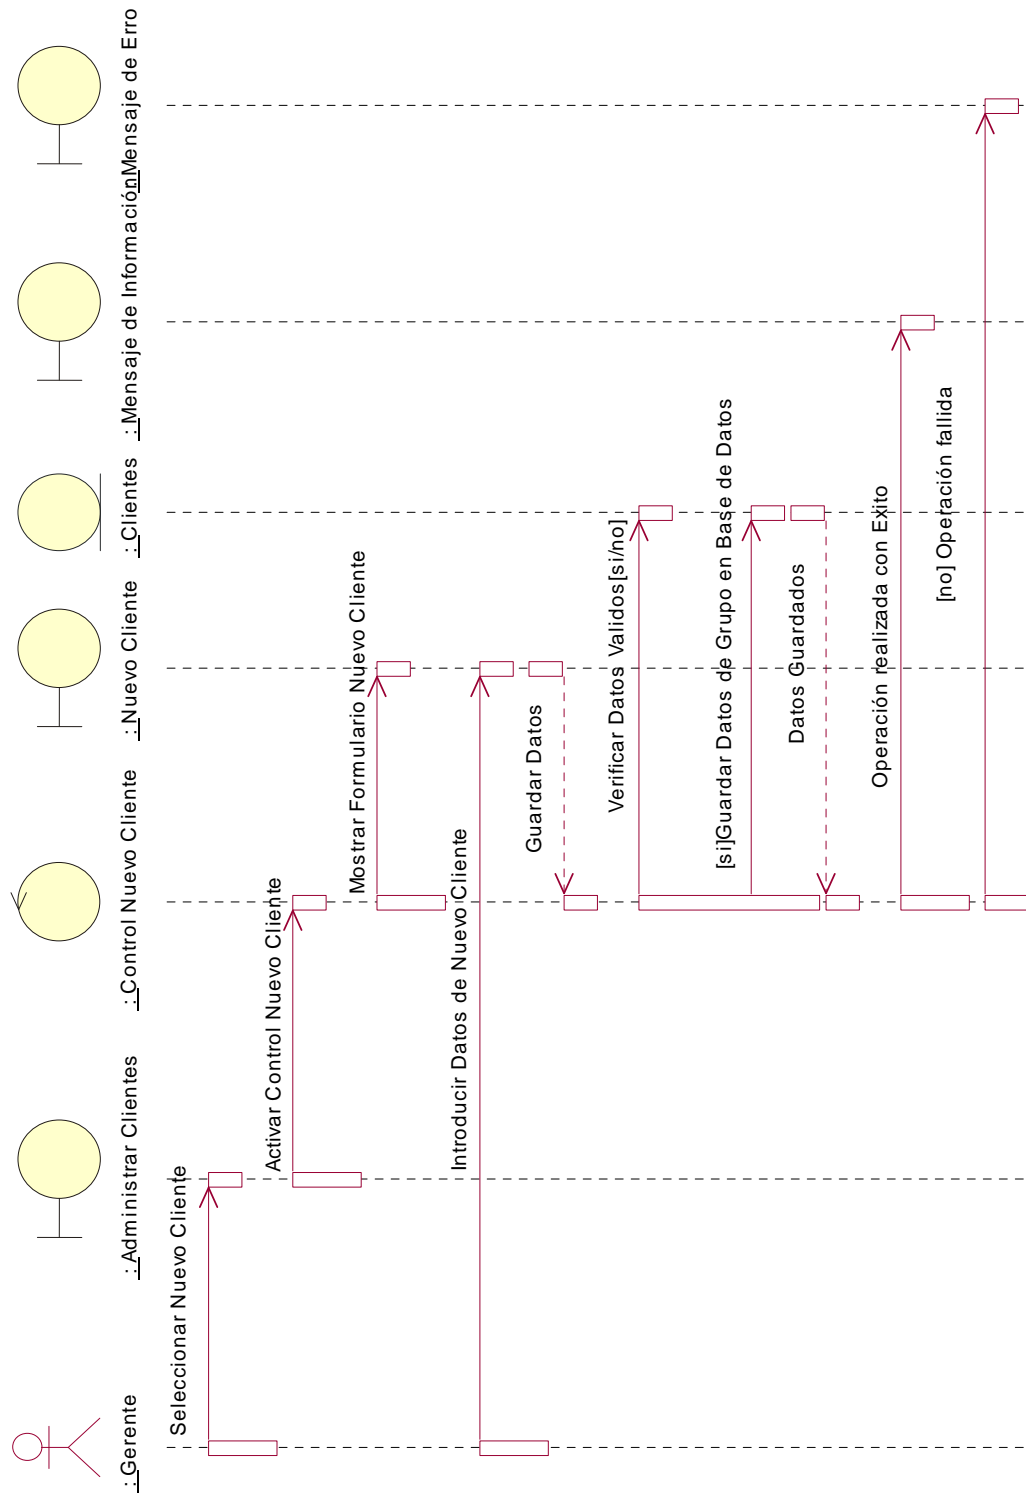 : Gerente
: Administrar Clientes
: Control Nuevo Cliente
: Nuevo Cliente
: Clientes
: Mensaje de Información
: Mensaje de Erro
Seleccionar Nuevo Cliente
Activar Control Nuevo Cliente
Mostrar Formulario Nuevo Cliente
Introducir Datos de Nuevo Cliente
Guardar Datos
Verificar Datos Validos[si/no]
[si]Guardar Datos de Grupo en Base de Datos
Datos Guardados
Operación realizada con Exito
[no] Operación fallida